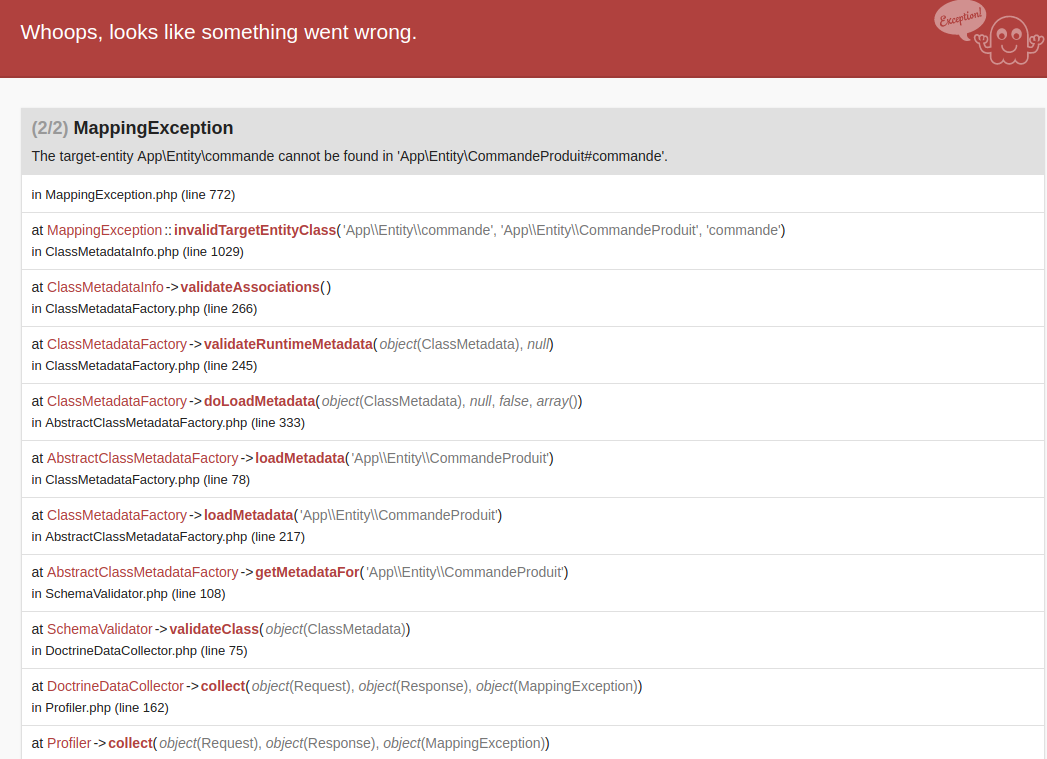 Whoops, looks like something went wrong.
Exception!
(2/2) MappingException
The target-entity App\Entity\commande cannot be found in 'App\Entity\CommandeProduit#commande'.
in MappingException.php (line 772)
at MappingException::invalidTargetEntityClass('App\\Entity\\commande', 'App\\Entity\\CommandeProduit', 'commande')
in ClassMetadataInfo.php (line 1029)
at ClassMetadataInfo->validateAssociations()
in ClassMetadataFactory.php (line 266)
at ClassMetadataFactory->validateRuntimeMetadata(object(ClassMetadata), null)
in ClassMetadataFactory.php (line 245)
at ClassMetadataFactory->doLoadMetadata(object(ClassMetadata), null, false, array())
in AbstractClassMetadataFactory.php (line 333)
at AbstractClassMetadataFactory->loadMetadata('App\\Entity\\CommandeProduit')
in ClassMetadataFactory.php (line 78)
at ClassMetadataFactory->loadMetadata('App\\Entity\\CommandeProduit')
in AbstractClassMetadataFactory.php (line 217)
at AbstractClassMetadataFactory->getMetadataFor('App\\Entity\\CommandeProduit')
in SchemaValidator.php (line 108)
at SchemaValidator->validateClass(object(ClassMetadata))
in DoctrineDataCollector.php (line 75)
at DoctrineDataCollector->collect(object(Request), object(Response), object(MappingException))
in Profiler.php (line 162)
at Profiler->collect(object(Request), object(Response), object(MappingException))